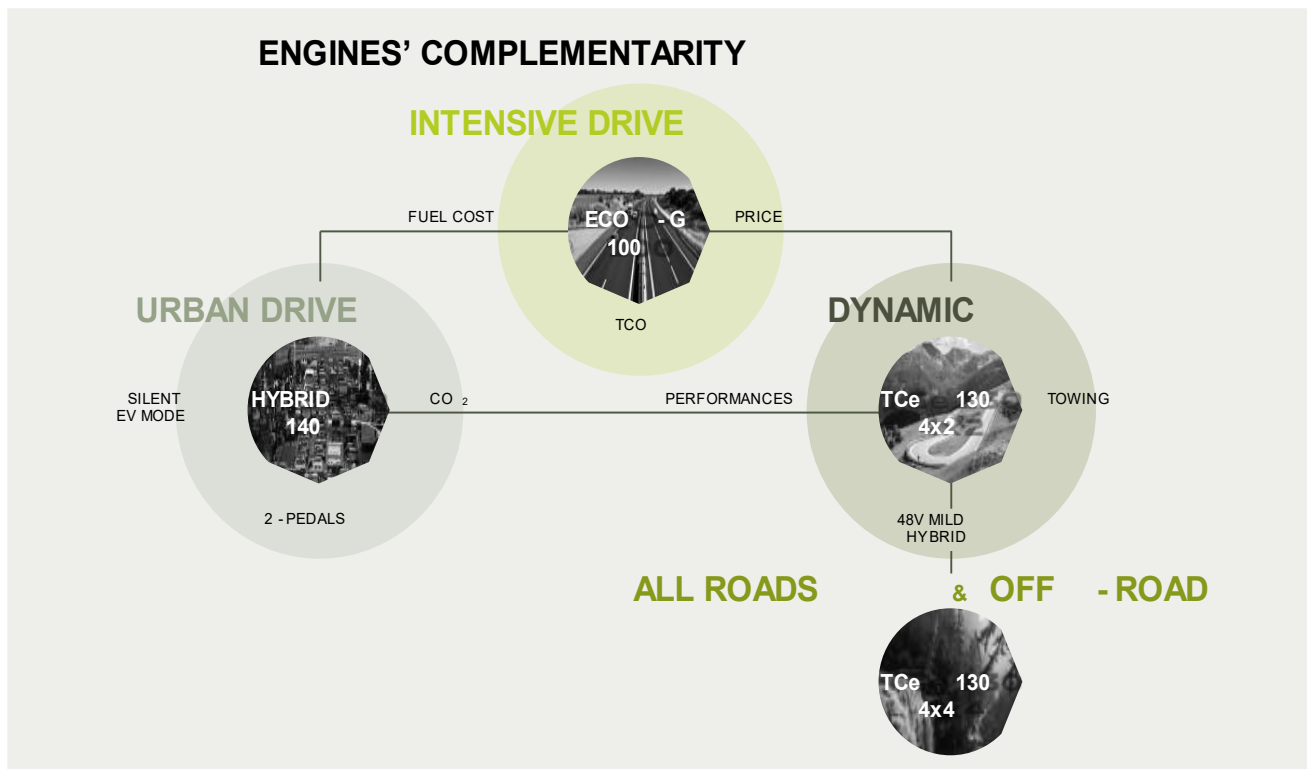 ENGINES’ COMPLEMENTARITY
INTENSIVE DRIVE
FUEL COST
ECO - G
100
PRICE
TCO
URBAN DRIVE
SILENT
EV MODE
HYBRID
140
CO 2
2 - PEDALS
DYNAMIC
PERFORMANCES
TCe 130
4x2
TOWING
48V MILD
HYBRID
ALL ROADS & OFF - ROAD
TCe 130
4x4